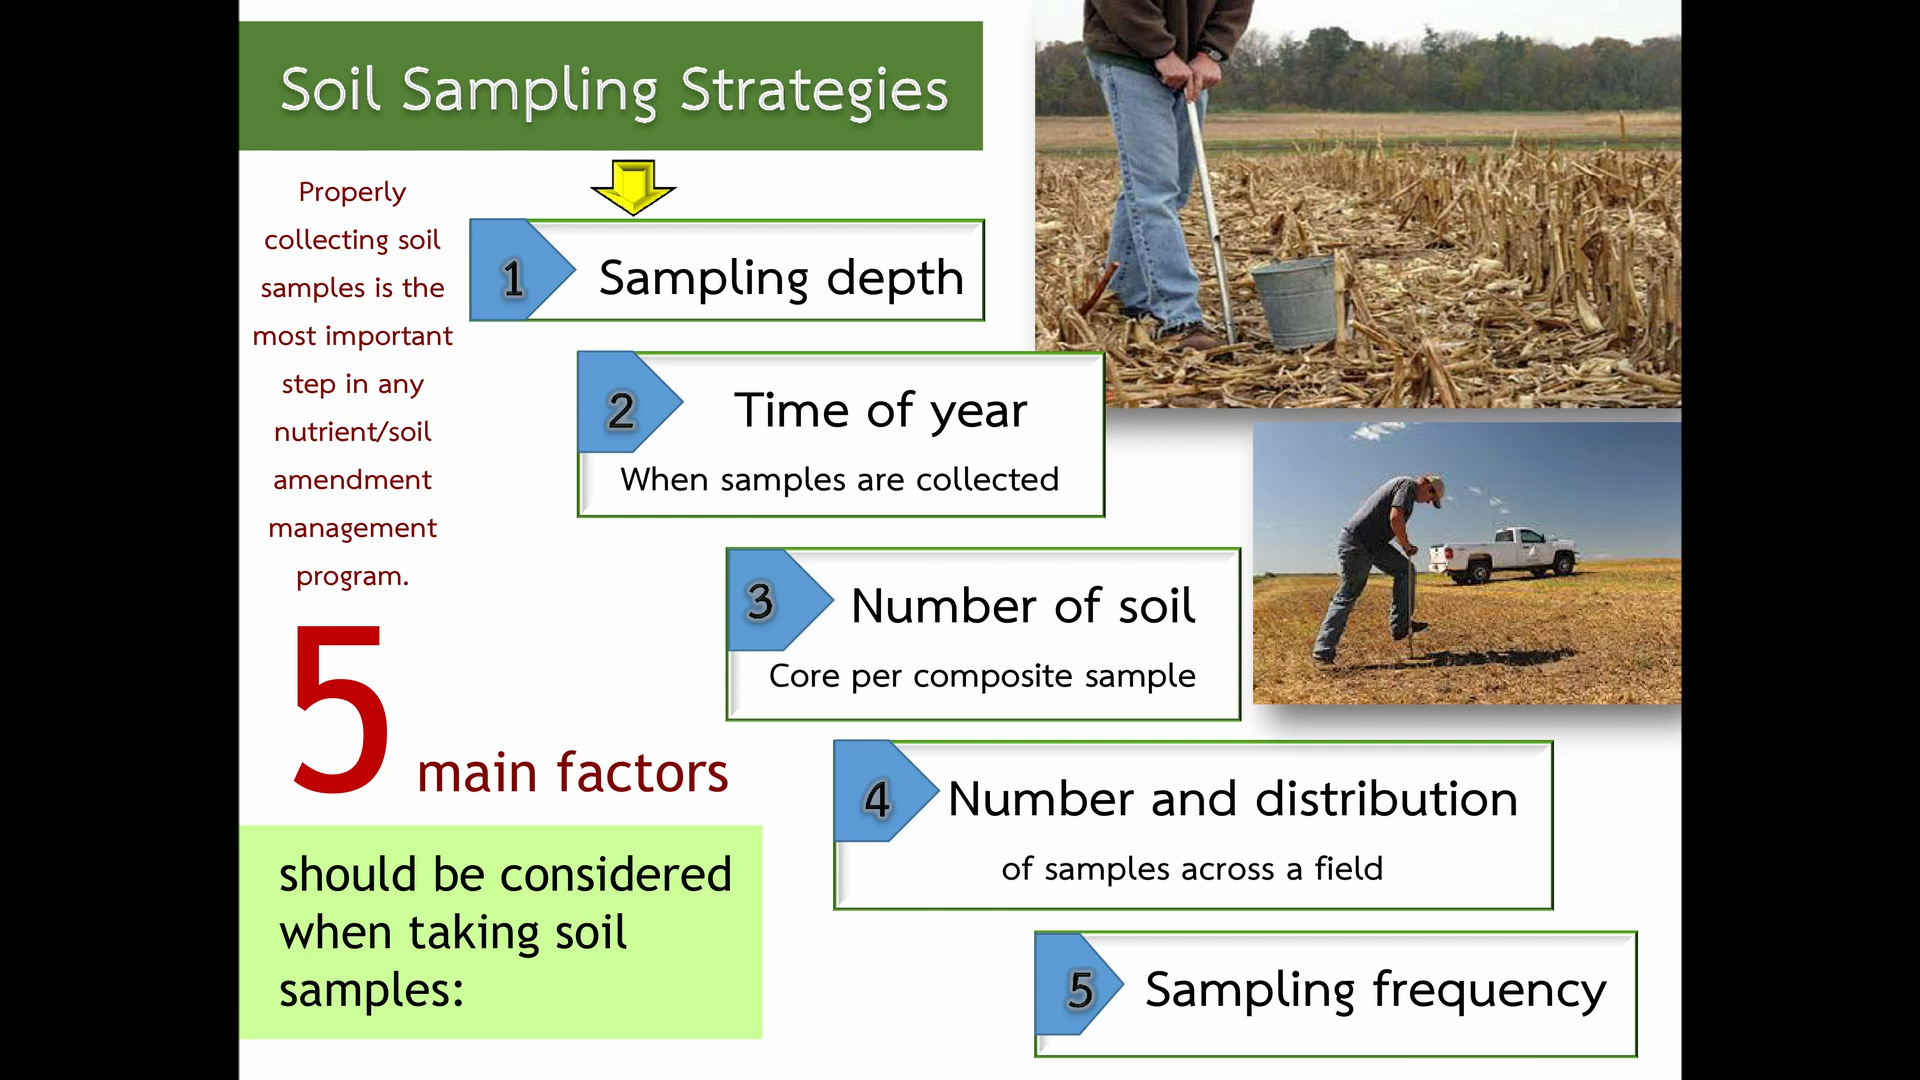 Soil Sampling Strategies
Properly
collecting soil
samples is the
most important
step in any
nutrient/soil
amendment
management
program.
5 main factors
should be considered
when taking soil
samples:
1 Sampling depth
2 Time of year
When samples are collected
3 Number of soil
Core per composite sample
4 Number and distribution
of samples across a field
5 Sampling frequency